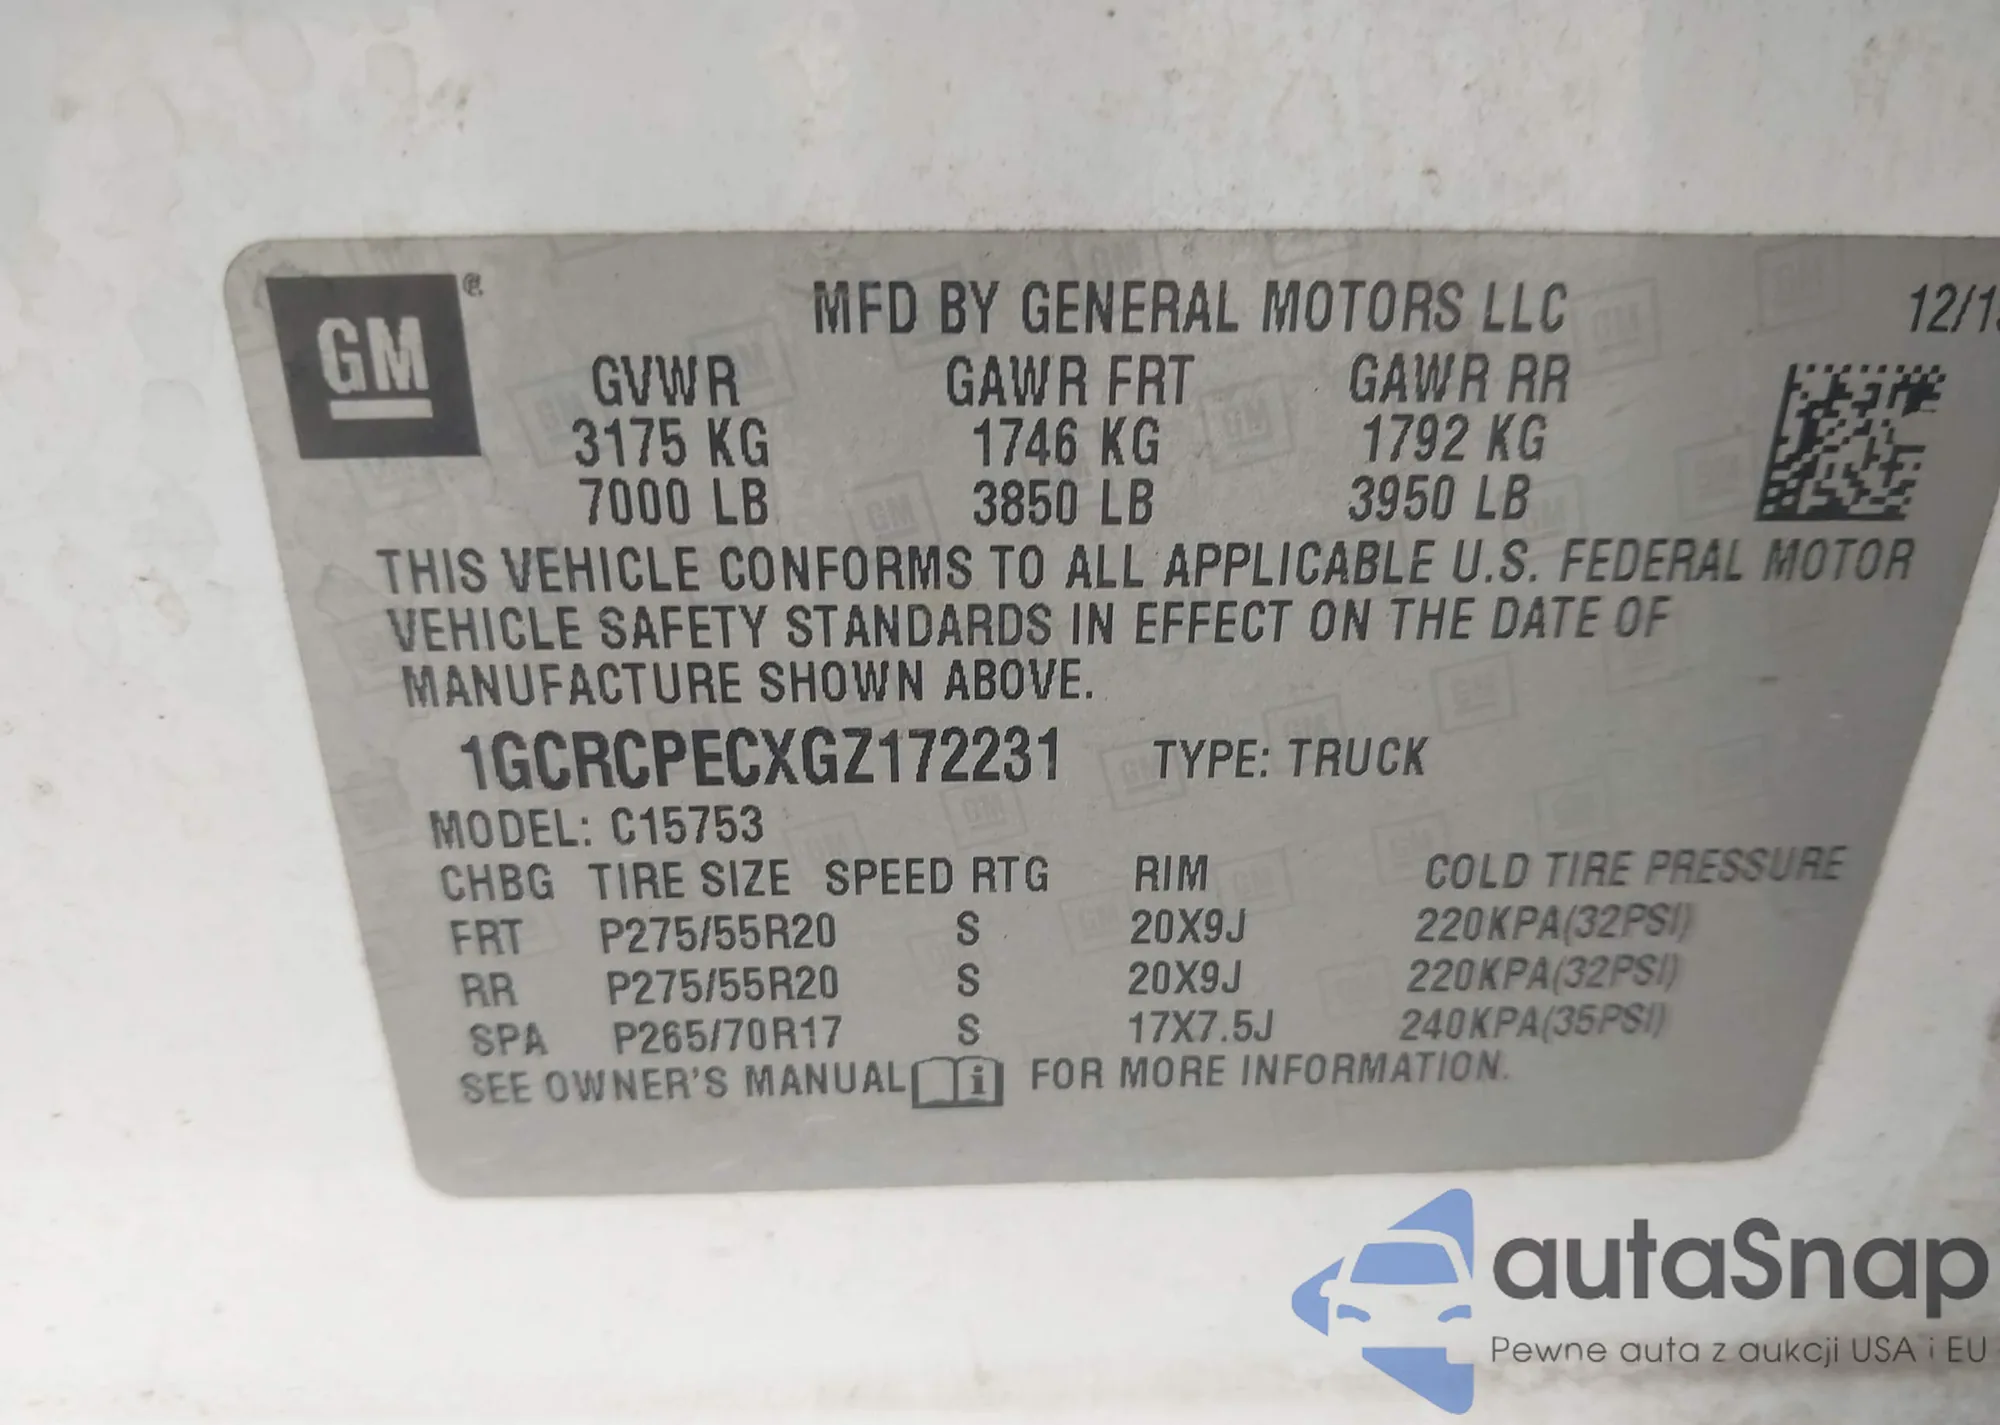 GM
MFD BY GENERAL MOTORS LLC 12/1
GVWR GAWR FRT GAWR RR
3175 KG 1746 KG 1792 KG
7000 LB 3850 LB 3950 LB
THIS VEHICLE CONFORMS TO ALL APPLICABLE U.S. FEDERAL MOTOR
VEHICLE SAFETY STANDARDS IN EFFECT ON THE DATE OF
MANUFACTURE SHOWN ABOVE.
1GCRCPECXGZ172231 TYPE: TRUCK
MODEL: C15753
CHBG TIRE SIZE SPEED RTG RIM COLD TIRE PRESSURE
FRT P275/55R20 S 20X9J 220KPA(32PSI)
RR P275/55R20 S 20X9J 220KPA(32PSI)
SPA P265/70R17 S 17X7.5J 240KPA(35PSI)
SEE OWNER'S MANUAL i FOR MORE INFORMATION.
autaSnap
Pewne auta z aukcji USA i EU